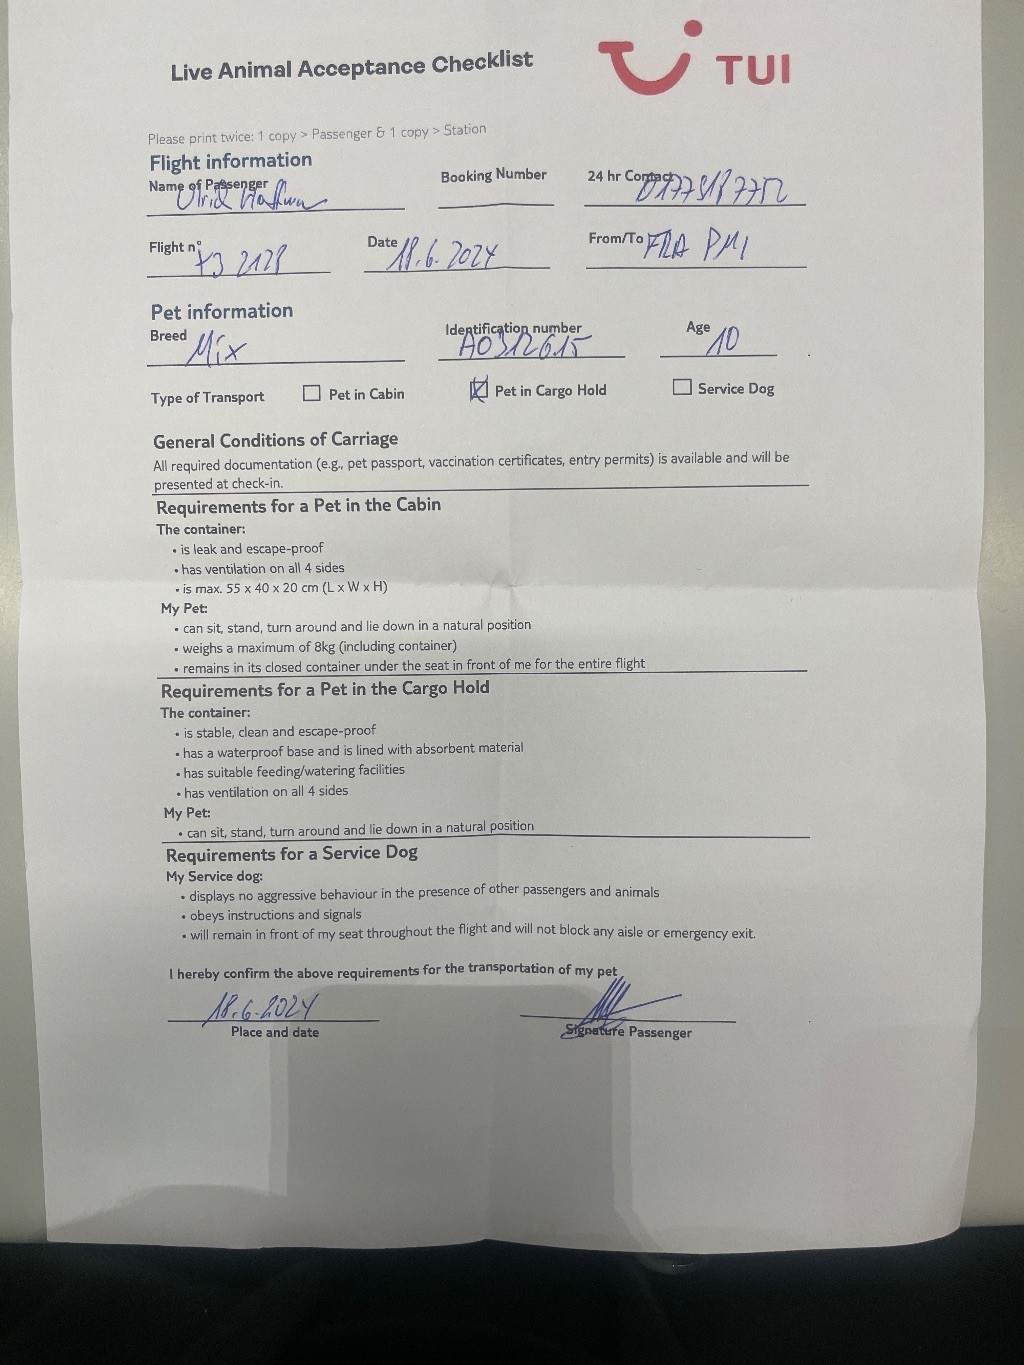 Live Animal Acceptance Checklist
TUI
Please print twice: 1 copy > Passenger & 1 copy > Station
Flight information
Name of Passenger
Booking Number
24 hr Contact
Flight n° X3 2128
Date 18.6.2024
From/To FRA PMI
Pet information
Breed Mix
Identification number A0312615
Age 10
Type of Transport
Pet in Cabin
Pet in Cargo Hold
Service Dog
General Conditions of Carriage
All required documentation (e.g., pet passport, vaccination certificates, entry permits) is available and will be
presented at check-in.
Requirements for a Pet in the Cabin
The container:
• is leak and escape-proof
• has ventilation on all 4 sides
• is max. 55 x 40 x 20 cm (L x W x H)
My Pet:
• can sit, stand, turn around and lie down in a natural position
• weighs a maximum of 8kg (including container)
• remains in its closed container under the seat in front of me for the entire flight
Requirements for a Pet in the Cargo Hold
The container:
• is stable, clean and escape-proof
• has a waterproof base and is lined with absorbent material
• has suitable feeding/watering facilities
• has ventilation on all 4 sides
My Pet:
• can sit, stand, turn around and lie down in a natural position
Requirements for a Service Dog
My Service dog:
• displays no aggressive behaviour in the presence of other passengers and animals
• obeys instructions and signals
• will remain in front of my seat throughout the flight and will not block any aisle or emergency exit.
I hereby confirm the above requirements for the transportation of my pet
18.6.2024
Place and date
Signature Passenger